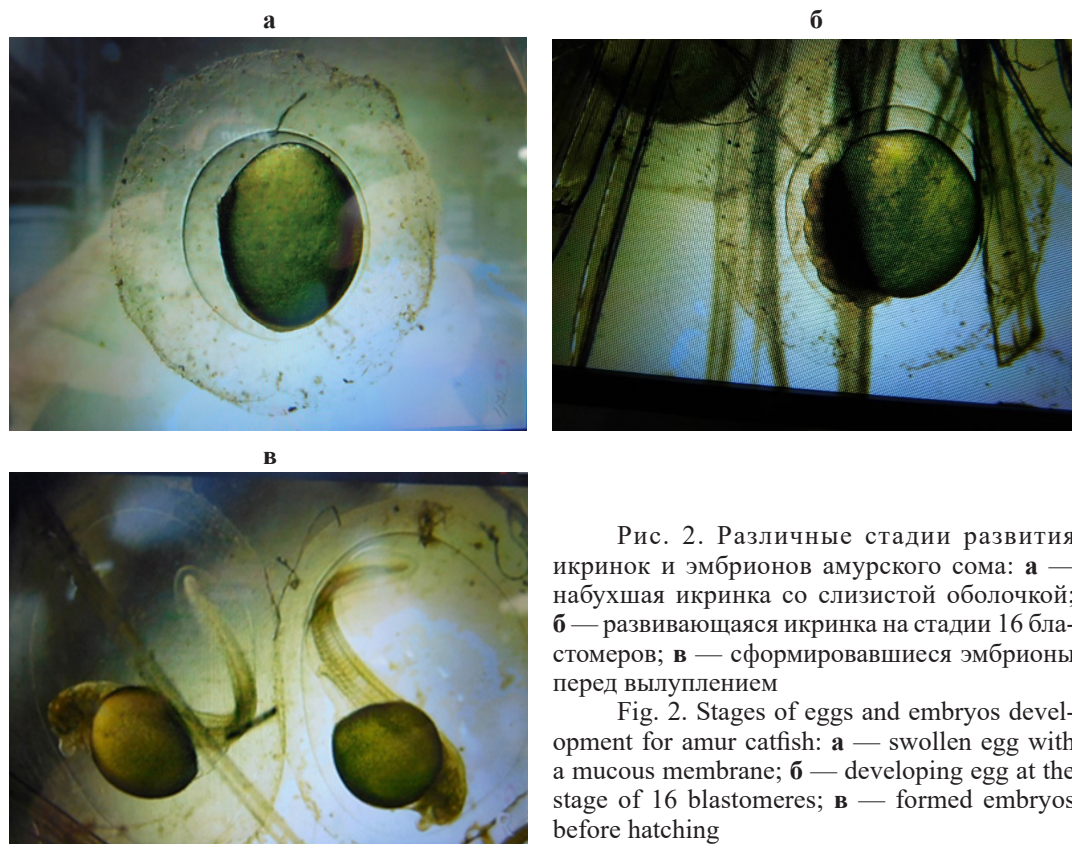 а
б
в
Рис. 2. Различные стадии развития
икринок и эмбрионов амурского сома: а —
набухшая икринка со слизистой оболочкой;
б — развивающаяся икринка на стадии 16 бла-
стомеров; в — сформировавшиеся эмбрионы
перед вылуплением
Fig. 2. Stages of eggs and embryos devel-
opment for amur catfish: а — swollen egg with
a mucous membrane; б — developing egg at the
stage of 16 blastomeres; в — formed embryos
before hatching